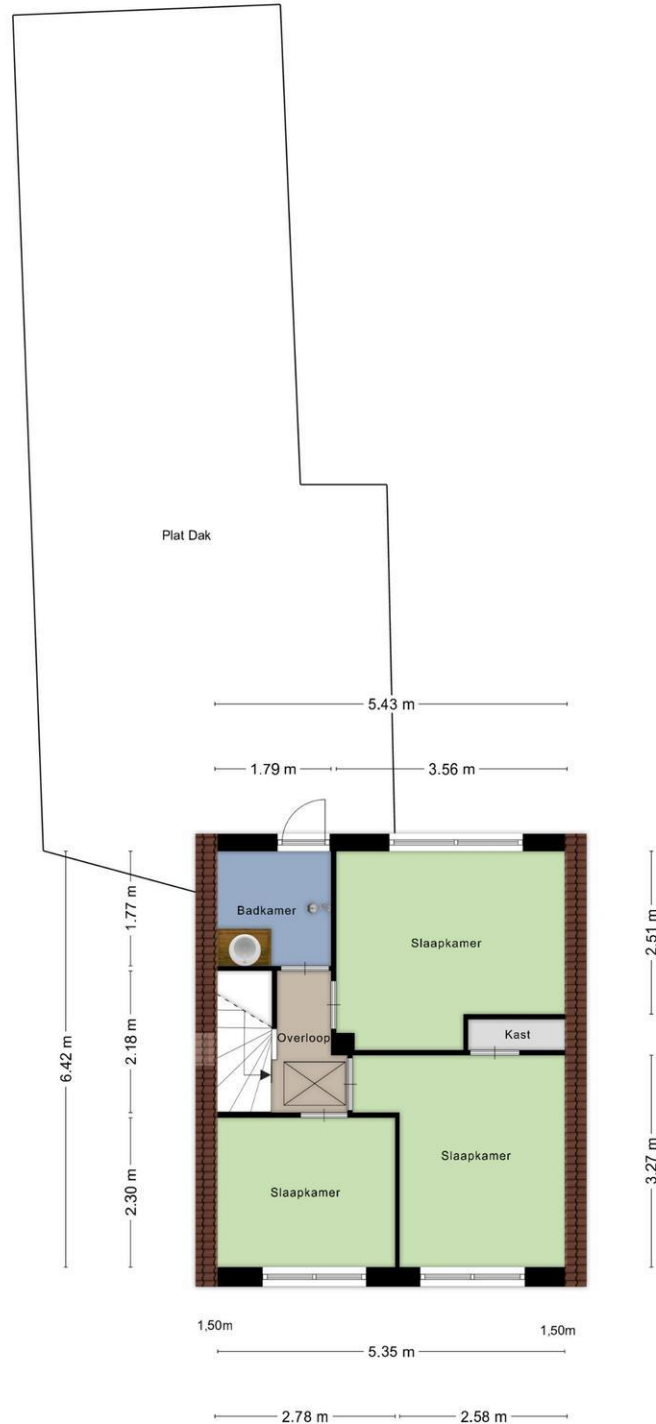 Plat Dak
5.43 m
1.79 m
3.56 m
Badkamer
Slaapkamer
1.77 m
2.51 m
Overloop
Kast
2.18 m
6.42 m
Slaapkamer
3.27 m
Slaapkamer
2.30 m
1,50m
1,50m
5.35 m
2.78 m
2.58 m